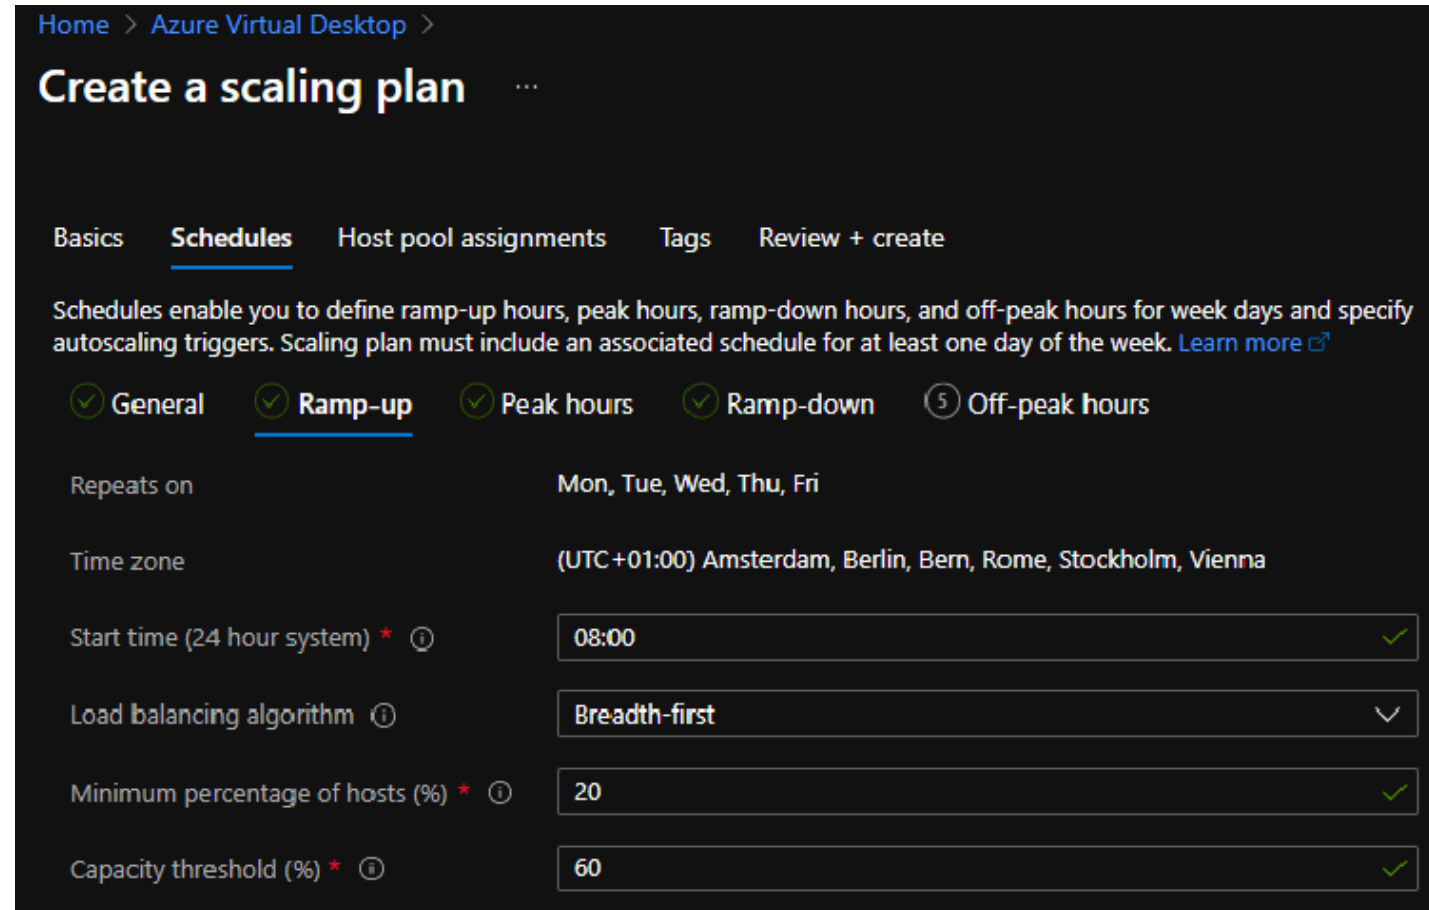 Home > Azure Virtual Desktop >
Create a scaling plan ...
Basics Schedules Host pool assignments Tags Review + create
Schedules enable you to define ramp-up hours, peak hours, ramp-down hours, and off-peak hours for week days and specify
autoscaling triggers. Scaling plan must include an associated schedule for at least one day of the week. Learn more
General Ramp-up Peak hours Ramp-down 5 Off-peak hours
Repeats on Mon, Tue, Wed, Thu, Fri
Time zone (UTC+01:00) Amsterdam, Berlin, Bern, Rome, Stockholm, Vienna
Start time (24 hour system) * 08:00
Load balancing algorithm Breadth-first
Minimum percentage of hosts (%) * 20
Capacity threshold (%) * 60